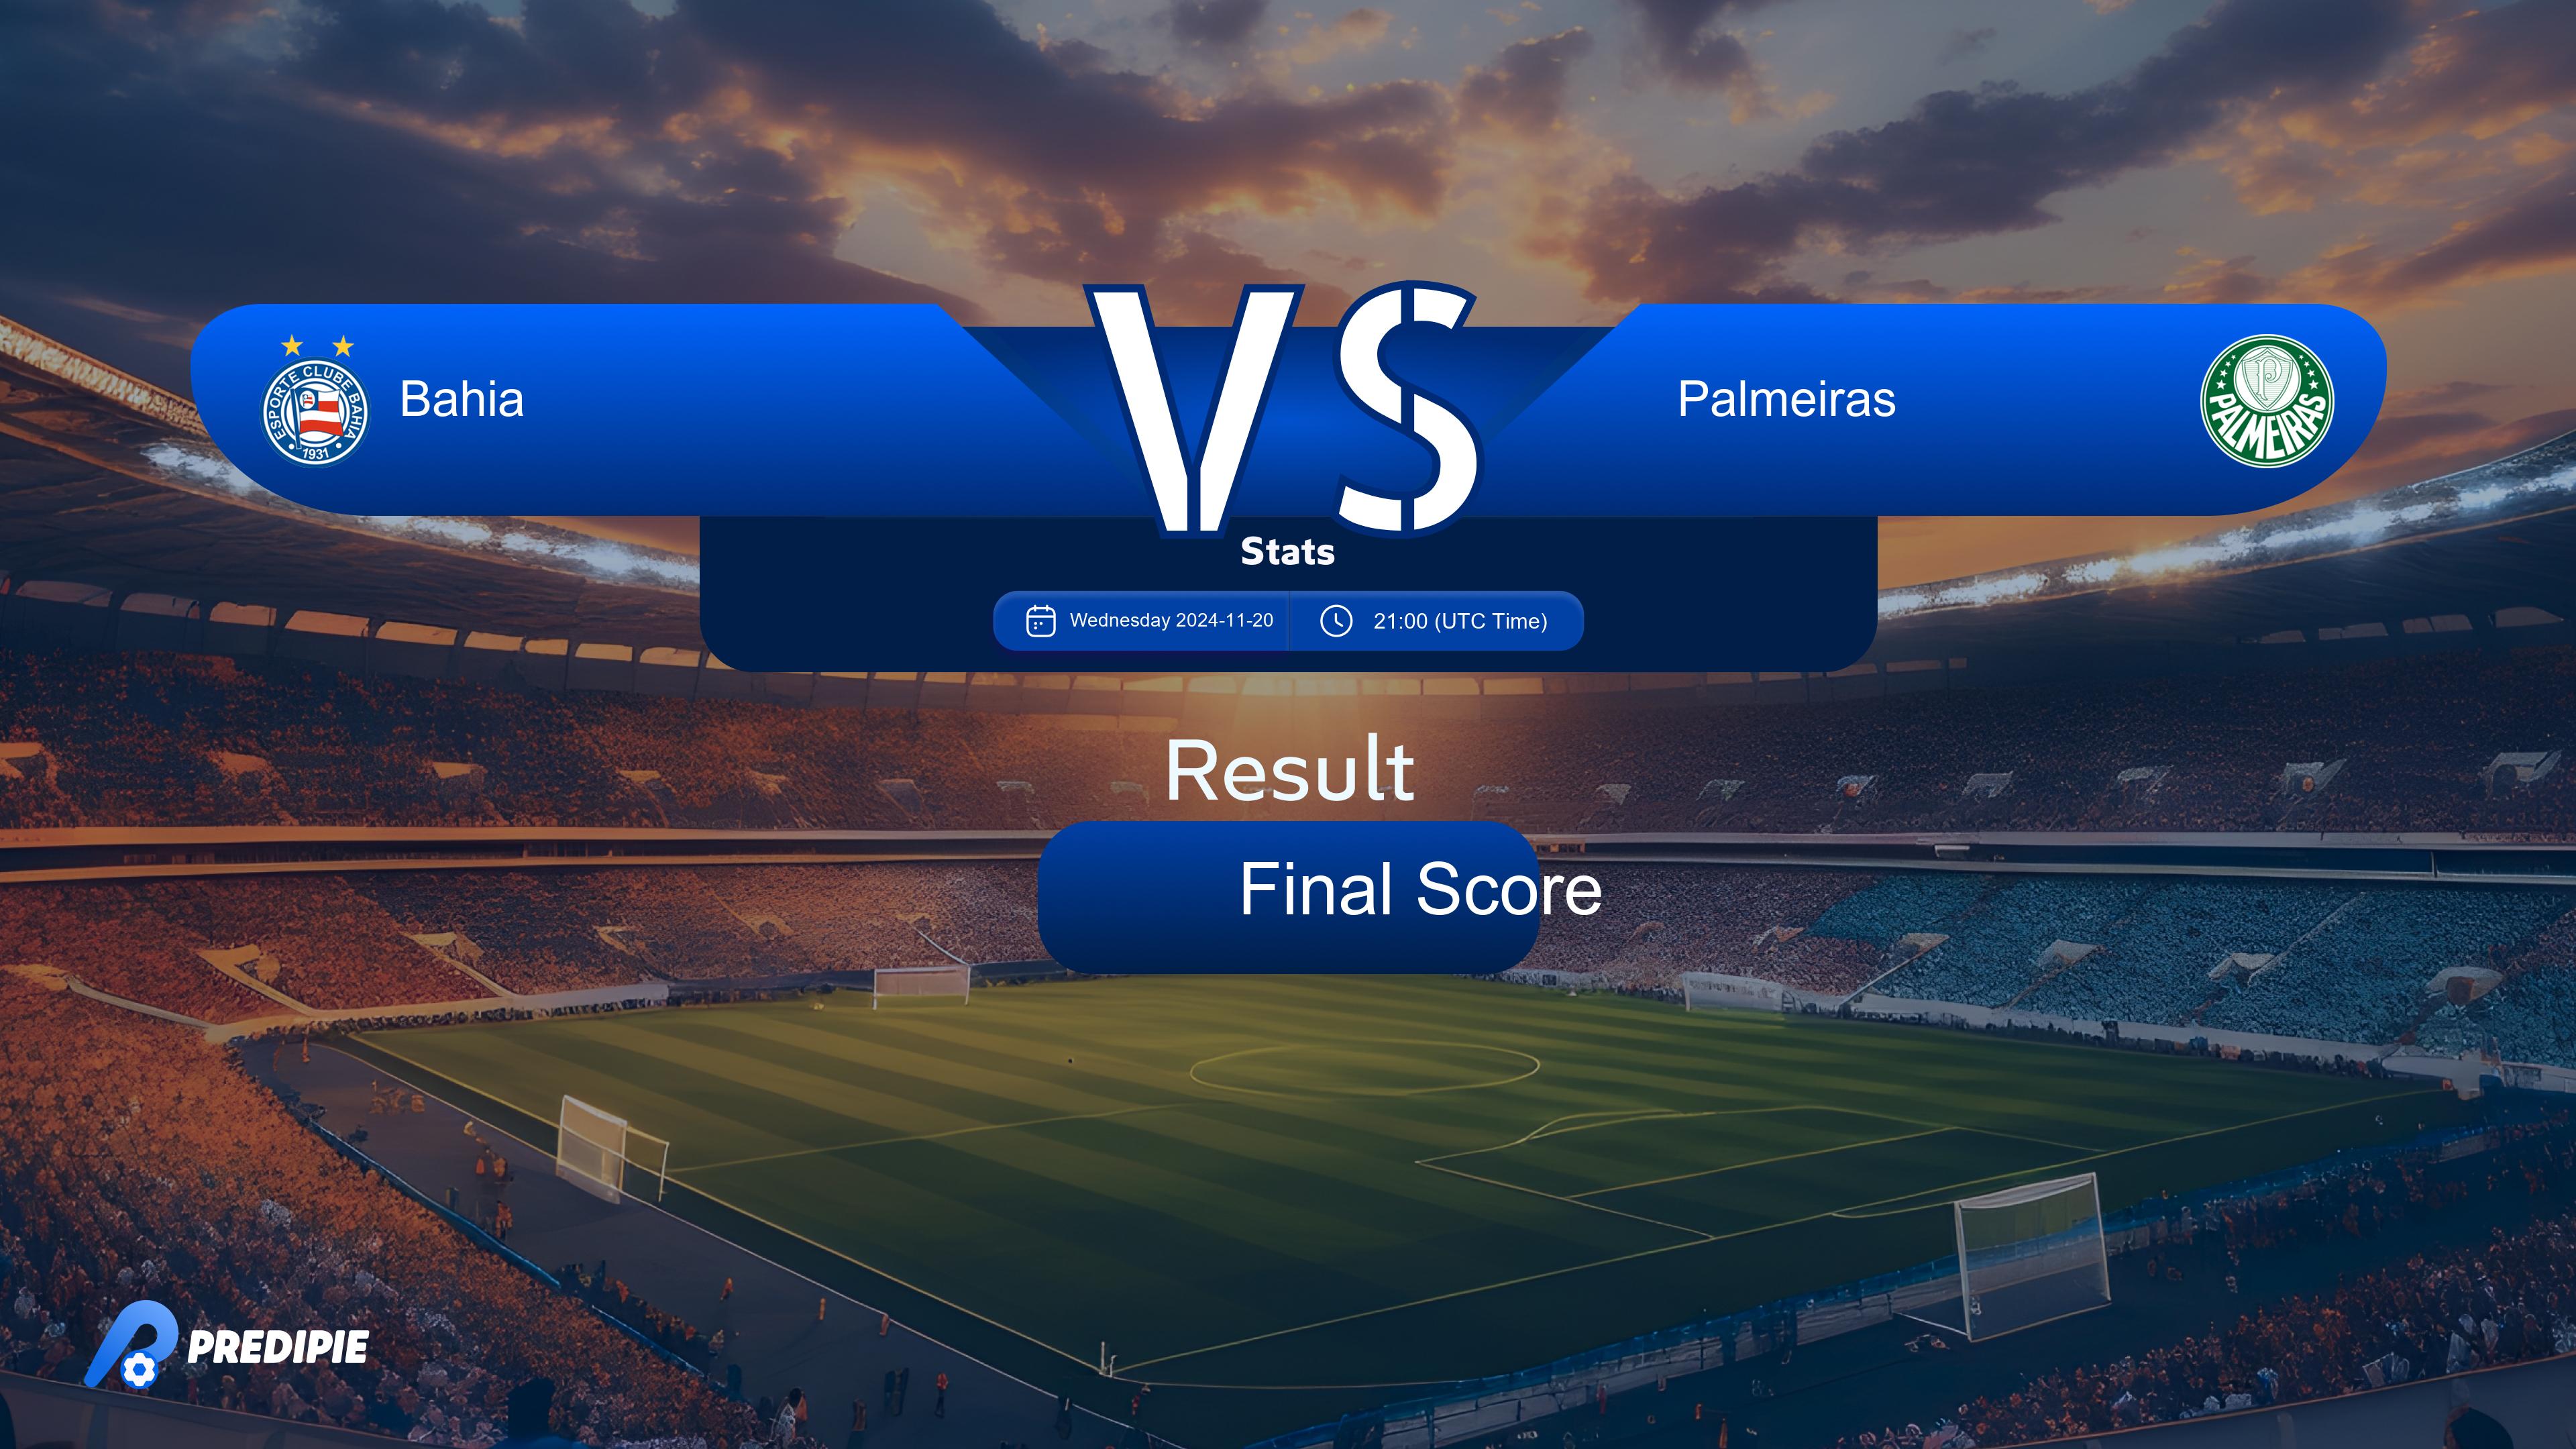 VS
ESPORTE CLUBE BAHIA
1931
Bahia
Palmeiras
P
PALMEIRAS
Stats
Wednesday 2024-11-20
21:00 (UTC Time)
Result
Final Score
PREDIPIE